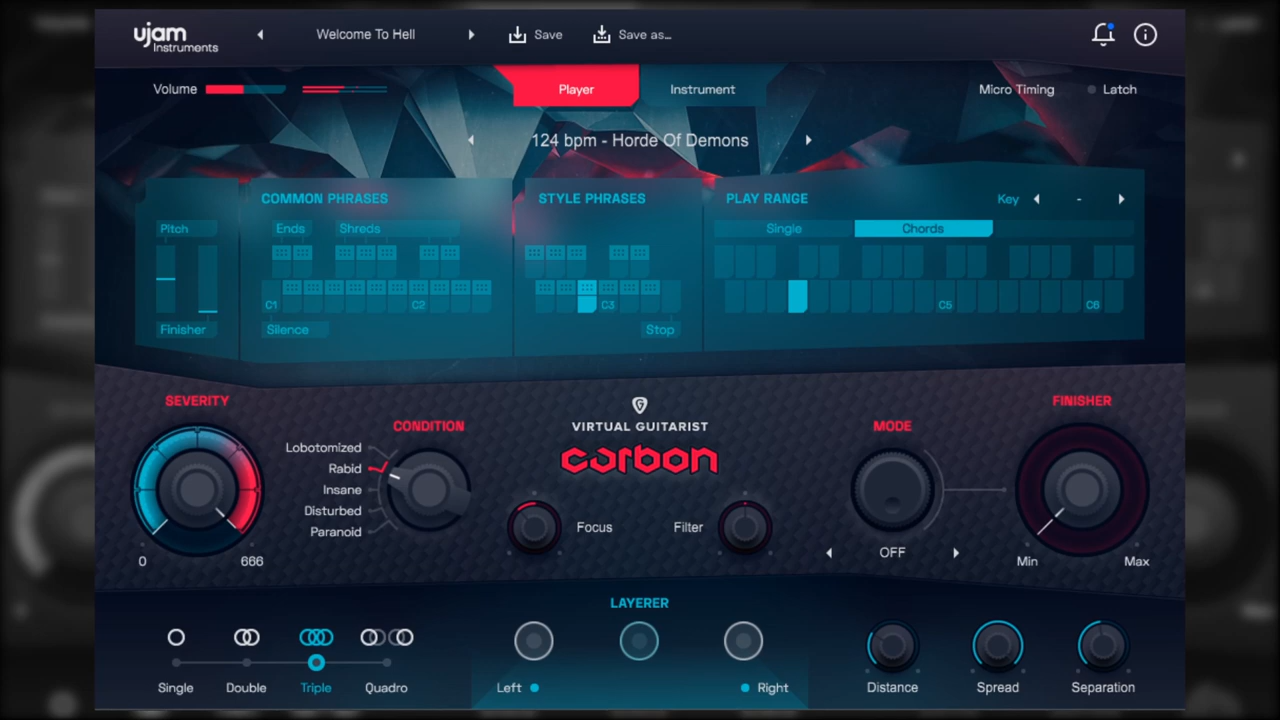 ujam
Instruments
Welcome To Hell
Save
Save as...
Volume
Player
Instrument
Micro Timing
Latch
124 bpm - Horde Of Demons
COMMON PHRASES
STYLE PHRASES
PLAY RANGE
Key
-
Pitch
Ends
Shreds
Single
Chords
C1
C2
C3
C5
C6
Finisher
Silence
Stop
SEVERITY
0
666
CONDITION
Lobotomized
Rabid
Insane
Disturbed
Paranoid
G
VIRTUAL GUITARIST
carbon
Focus
Filter
MODE
OFF
FINISHER
Min
Max
LAYERER
Single
Double
Triple
Quadro
Left
Right
Distance
Spread
Separation